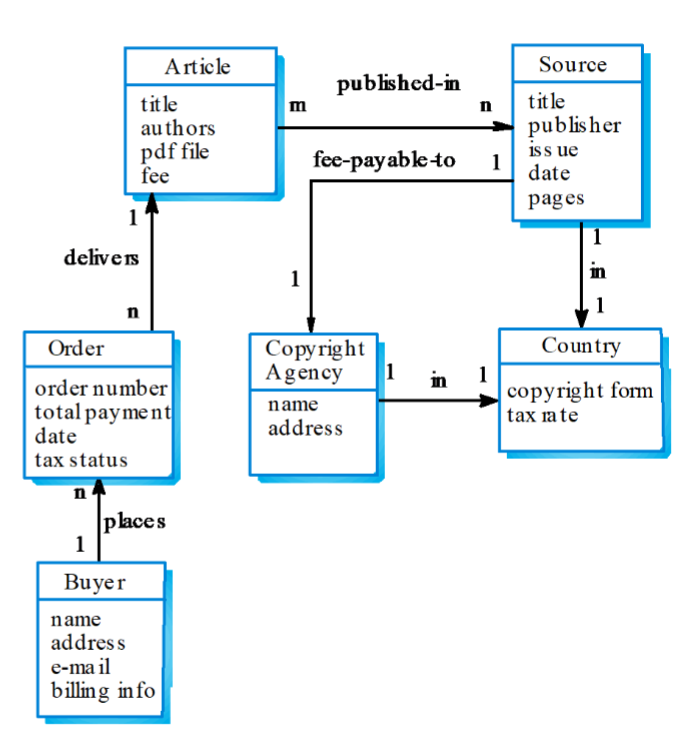 Article
title
authors
pdf file
fee
published-in
m
n
Source
title
publisher
issue
date
pages
fee-payable-to
1
1
1
delivers
n
1
in
1
Order
order number
total payment
date
tax status
Copyright
Agency
name
address
1
in
1
Country
copyright form
tax rate
n
places
1
Buyer
name
address
e-mail
billing info